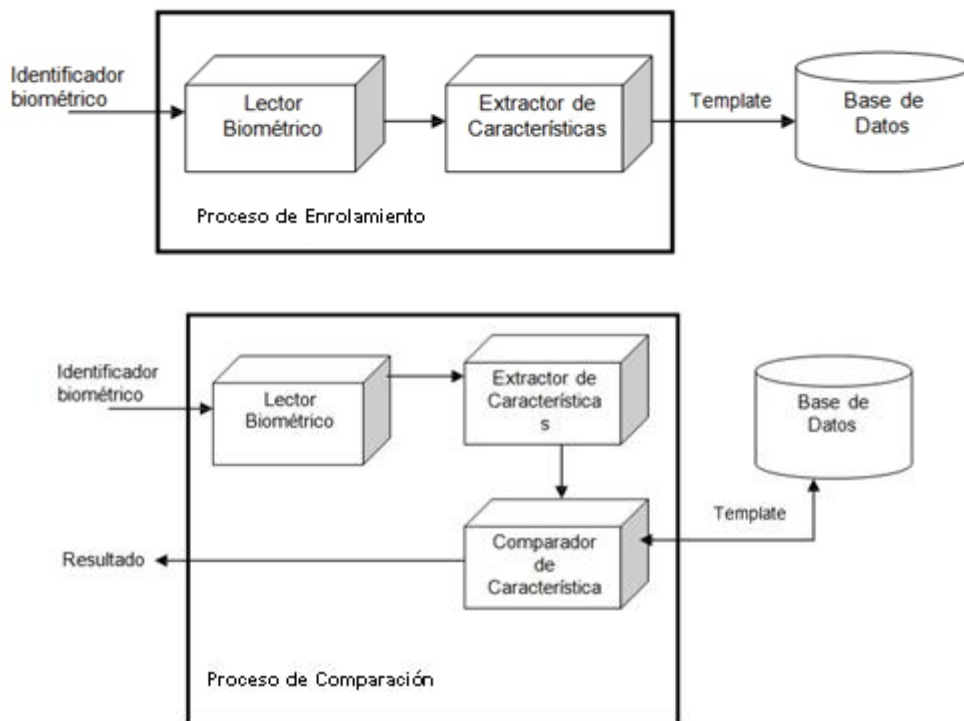 Identificador
biométrico
Lector
Biométrico
Extractor de
Características
Template
Base de
Datos
Proceso de Enrolamiento
Identificador
biométrico
Lector
Biométrico
Extractor de
Característica
s
Base de
Datos
Template
Comparador
de
Característica
Resultado
Proceso de Comparación